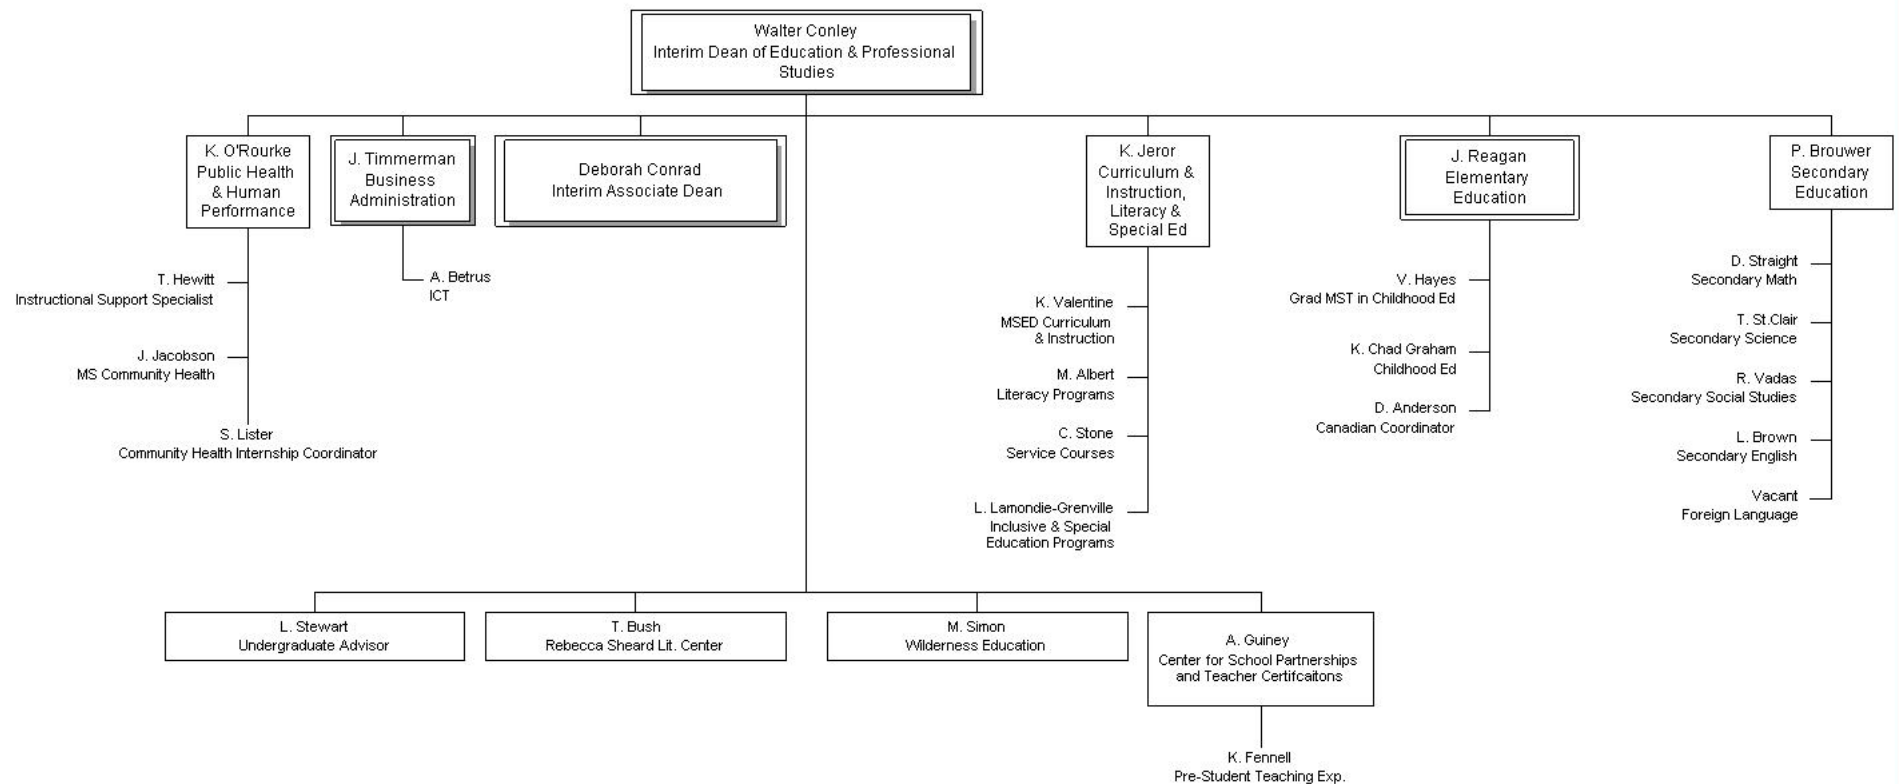 Walter Conley
Interim Dean of Education & Professional
Studies
K. O'Rourke
Public Health
& Human
Performance
J. Timmerman
Business
Administration
Deborah Conrad
Interim Associate Dean
K. Jeror
Curriculum &
Instruction,
Literacy &
Special Ed
J. Reagan
Elementary
Education
P. Brouwer
Secondary
Education
T. Hewitt
Instructional Support Specialist
J. Jacobson
MS Community Health
S. Lister
Community Health Internship Coordinator
A. Betrus
ICT
K. Valentine
MSED Curriculum
& Instruction
M. Albert
Literacy Programs
C. Stone
Service Courses
L. Lamondie-Grenville
Inclusive & Special
Education Programs
V. Hayes
Grad MST in Childhood Ed
K. Chad Graham
Childhood Ed
D. Anderson
Canadian Coordinator
D. Straight
Secondary Math
T. St.Clair
Secondary Science
R. Vadas
Secondary Social Studies
L. Brown
Secondary English
Vacant
Foreign Language
L. Stewart
Undergraduate Advisor
T. Bush
Rebecca Sheard Lit. Center
M. Simon
Wilderness Education
A. Guiney
Center for School Partnerships
and Teacher Certifcaitons
K. Fennell
Pre-Student Teaching Exp.